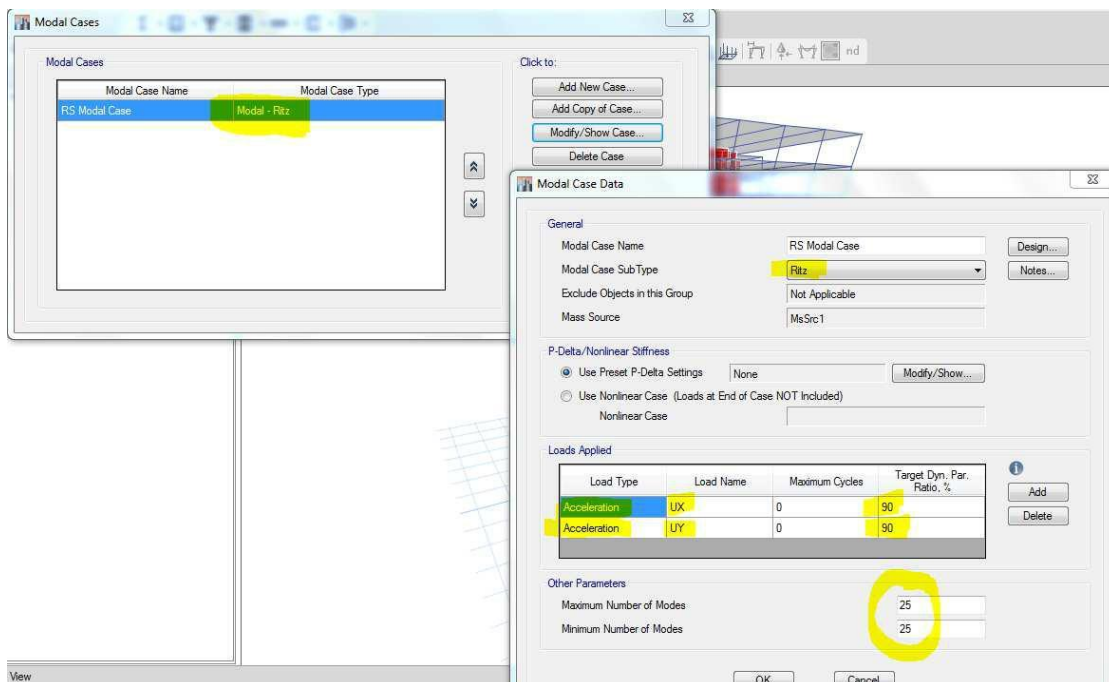 Modal Cases
Modal Cases
Modal Case Name Modal Case Type
RS Modal Case Modal - Ritz
Click to:
Add New Case...
Add Copy of Case...
Modify/Show Case...
Delete Case
nd
Modal Case Data
General
Modal Case Name RS Modal Case Design...
Modal Case SubType Ritz Notes...
Exclude Objects in this Group Not Applicable
Mass Source MsSrc1
P-Delta/Nonlinear Stiffness
Use Preset P-Delta Settings None Modify/Show...
Use Nonlinear Case (Loads at End of Case NOT Included)
Nonlinear Case
Loads Applied
Load Type Load Name Maximum Cycles Target Dyn. Par. Ratio, %
Acceleration UX 0 90
Acceleration UY 0 90
Add
Delete
Other Parameters
Maximum Number of Modes 25
Minimum Number of Modes 25
OK Cancel
View